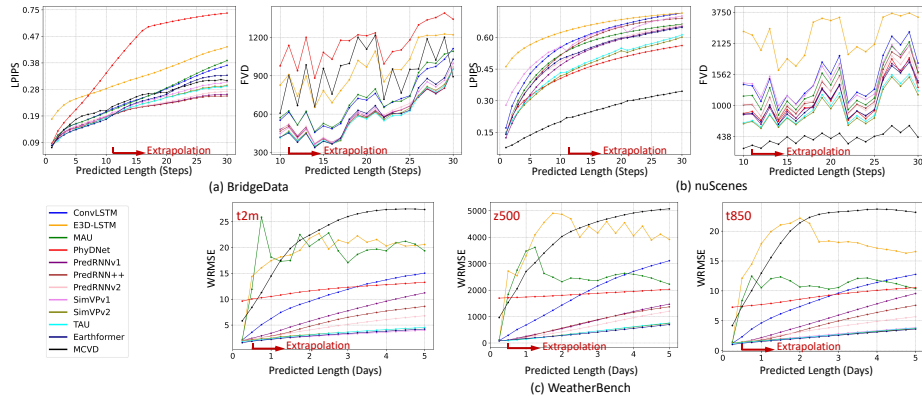 0.75
0.47
0.28
0.18
0.09
LPIPS
0
5
10
15
20
25
30
Extrapolation
Predicted Length (Steps)
1200
900
600
300
FVD
10
15
20
25
30
Extrapolation
Predicted Length (Steps)
(a) BridgeData
0.60
0.45
0.30
0.15
LPIPS
0
5
10
15
20
25
30
Extrapolation
Predicted Length (Steps)
3750
2125
1562
1000
438
FVD
10
15
20
25
30
Extrapolation
Predicted Length (Steps)
(b) nuScenes
ConvLSTM
E3D-LSTM
MAU
PhyDNet
PredRNNv1
PredRNN++
PredRNNv2
SimVPv1
SimVPv2
TAU
Earthformer
MCVD
t2m
25
20
15
10
5
WRMSE
0
1
2
3
4
5
Extrapolation
Predicted Length (Days)
z500
5000
4000
3000
2000
1000
0
WRMSE
0
1
2
3
4
5
Extrapolation
Predicted Length (Days)
t850
20
15
10
5
WRMSE
0
1
2
3
4
5
Extrapolation
Predicted Length (Days)
(c) WeatherBench